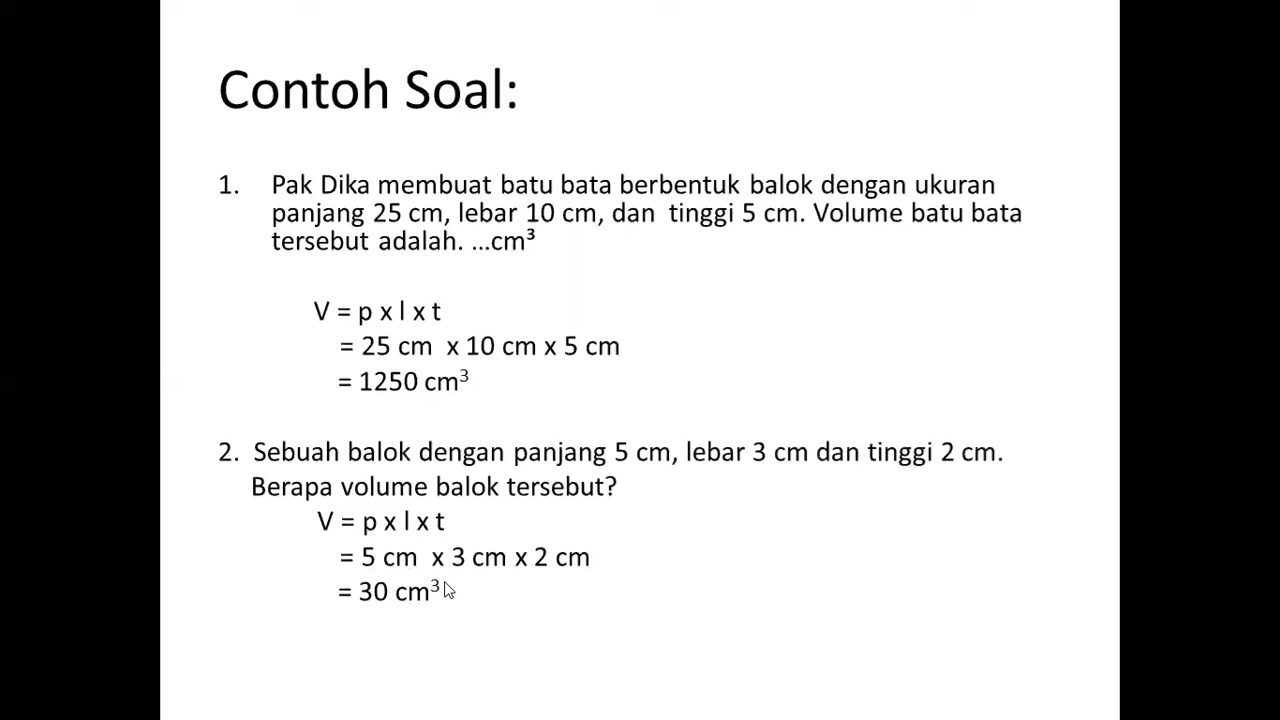 Contoh Soal:
1. Pak Dika membuat batu bata berbentuk balok dengan ukuran
panjang 25 cm, lebar 10 cm, dan tinggi 5 cm. Volume batu bata
tersebut adalah. ...cm³
V = p x l x t
= 25 cm x 10 cm x 5 cm
= 1250 cm³
2. Sebuah balok dengan panjang 5 cm, lebar 3 cm dan tinggi 2 cm.
Berapa volume balok tersebut?
V = p x l x t
= 5 cm x 3 cm x 2 cm
= 30 cm³